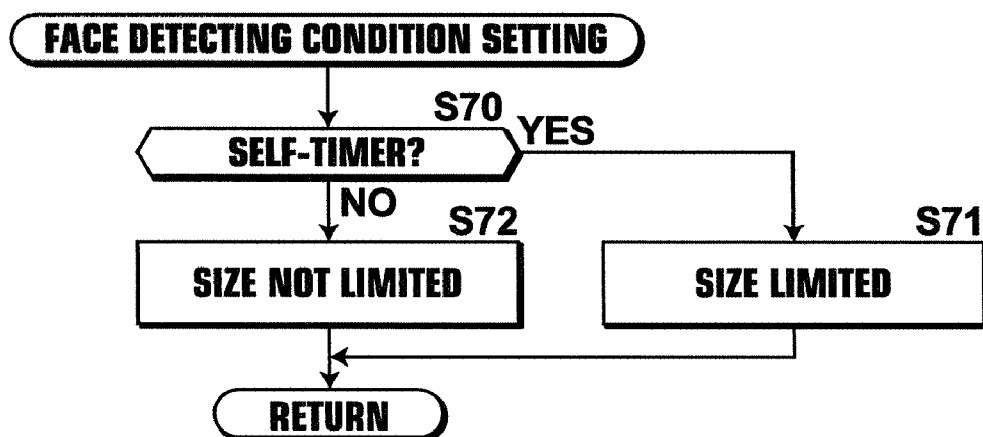 FACE DETECTING CONDITION SETTING
S70
SELF-TIMER?
YES
NO
S72
S71
SIZE NOT LIMITED
SIZE LIMITED
RETURN